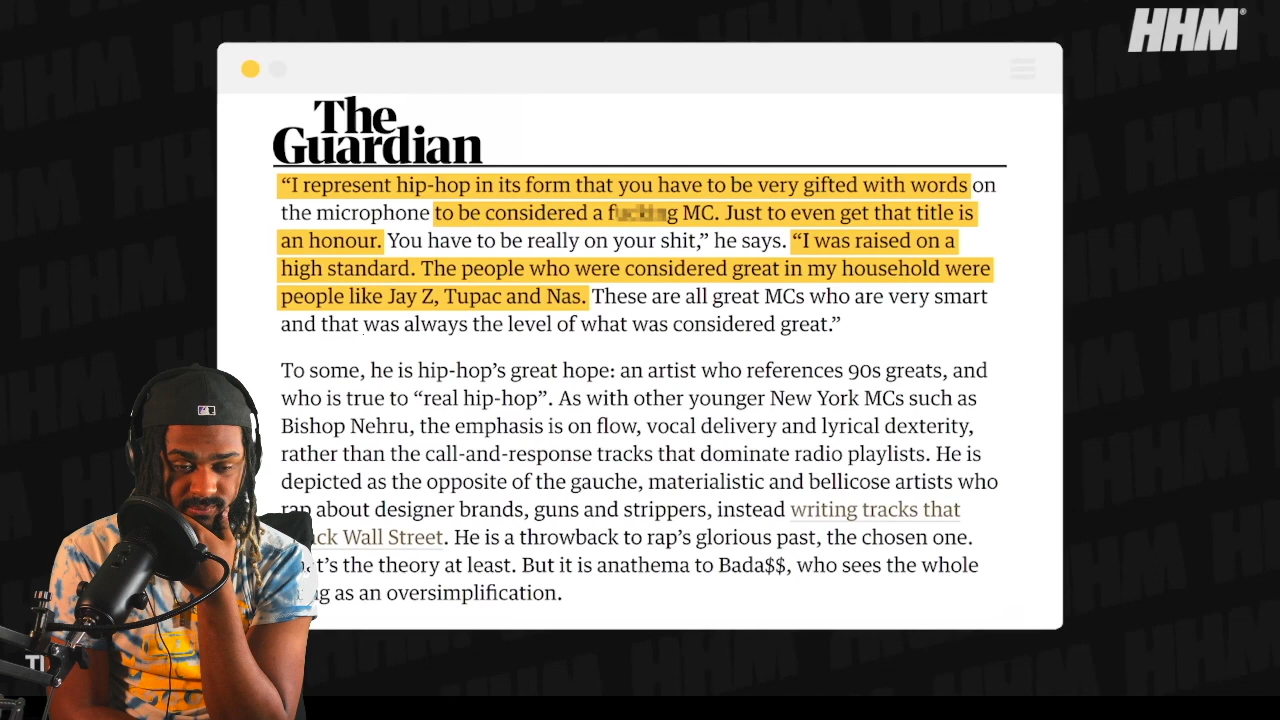 HHM
The
Guardian
“I represent hip-hop in its form that you have to be very gifted with words on
the microphone to be considered a f g MC. Just to even get that title is
an honour. You have to be really on your shit,” he says. “I was raised on a
high standard. The people who were considered great in my household were
people like Jay Z, Tupac and Nas. These are all great MCs who are very smart
and that was always the level of what was considered great.”
To some, he is hip-hop’s great hope: an artist who references 90s greats, and
who is true to “real hip-hop”. As with other younger New York MCs such as
Bishop Nehru, the emphasis is on flow, vocal delivery and lyrical dexterity,
rather than the call-and-response tracks that dominate radio playlists. He is
depicted as the opposite of the gauche, materialistic and bellicose artists who
rap about designer brands, guns and strippers, instead writing tracks that
ck Wall Street. He is a throwback to rap’s glorious past, the chosen one.
at’s the theory at least. But it is anathema to Bada$$, who sees the whole
g as an oversimplification.